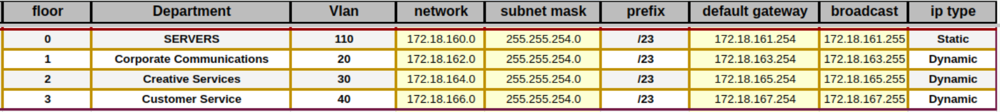 floor Department Vlan network subnet mask prefix default gateway broadcast ip type
0 SERVERS 110 172.18.160.0 255.255.254.0 /23 172.18.161.254 172.18.161.255 Static
1 Corporate Communications 20 172.18.162.0 255.255.254.0 /23 172.18.163.254 172.18.163.255 Dynamic
2 Creative Services 30 172.18.164.0 255.255.254.0 /23 172.18.165.254 172.18.165.255 Dynamic
3 Customer Service 40 172.18.166.0 255.255.254.0 /23 172.18.167.254 172.18.167.255 Dynamic